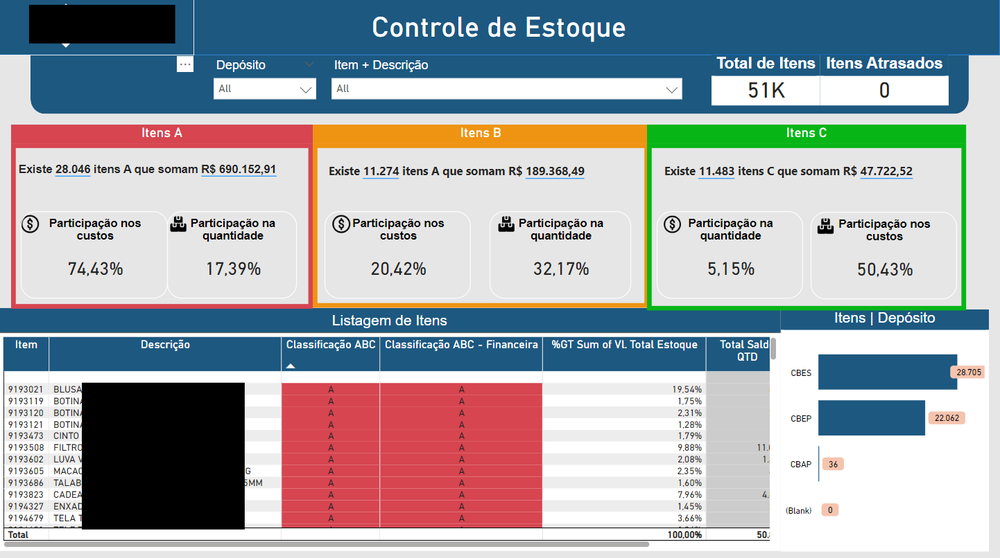 Controle de Estoque
Depósito
Item + Descrição
Total de Itens
Itens Atrasados
All
All
51K
0
Itens A
Itens B
Itens C
Existe 28.046 itens A que somam R$ 690.152,91
Existe 11.274 itens A que somam R$ 189.368,49
Existe 11.483 itens C que somam R$ 47.722,52
Participação nos
custos
74,43%
Participação na
quantidade
17,39%
Participação nos
custos
20,42%
Participação na
quantidade
32,17%
Participação na
quantidade
5,15%
Participação nos
custos
50,43%
Listagem de Itens
Item Descrição Classificação ABC Classificação ABC - Financeira %GT Sum of VL Total Estoque Total Sald
QTD
9193021 BLUSA A A 19,54%
9193119 BOTINA A A 1,75%
9193120 BOTINA A A 2,31%
9193121 BOTINA A A 1,28%
9193473 CINTO A A 1,79%
9193508 FILTRO A A 9,88% 11.
9193602 LUVA V A A 2,08% 1.
9193605 MACAC G A A 2,35%
9193686 TALAB 5MM A A 1,60%
9193823 CADEA A A 7,96% 4.
9194327 ENXAD A A 1,45%
9194679 TELA T A A 3,66%
Total 100,00% 50.
Itens | Depósito
CBES 28.705
CBEP 22.062
CBAP 36
(Blank) 0